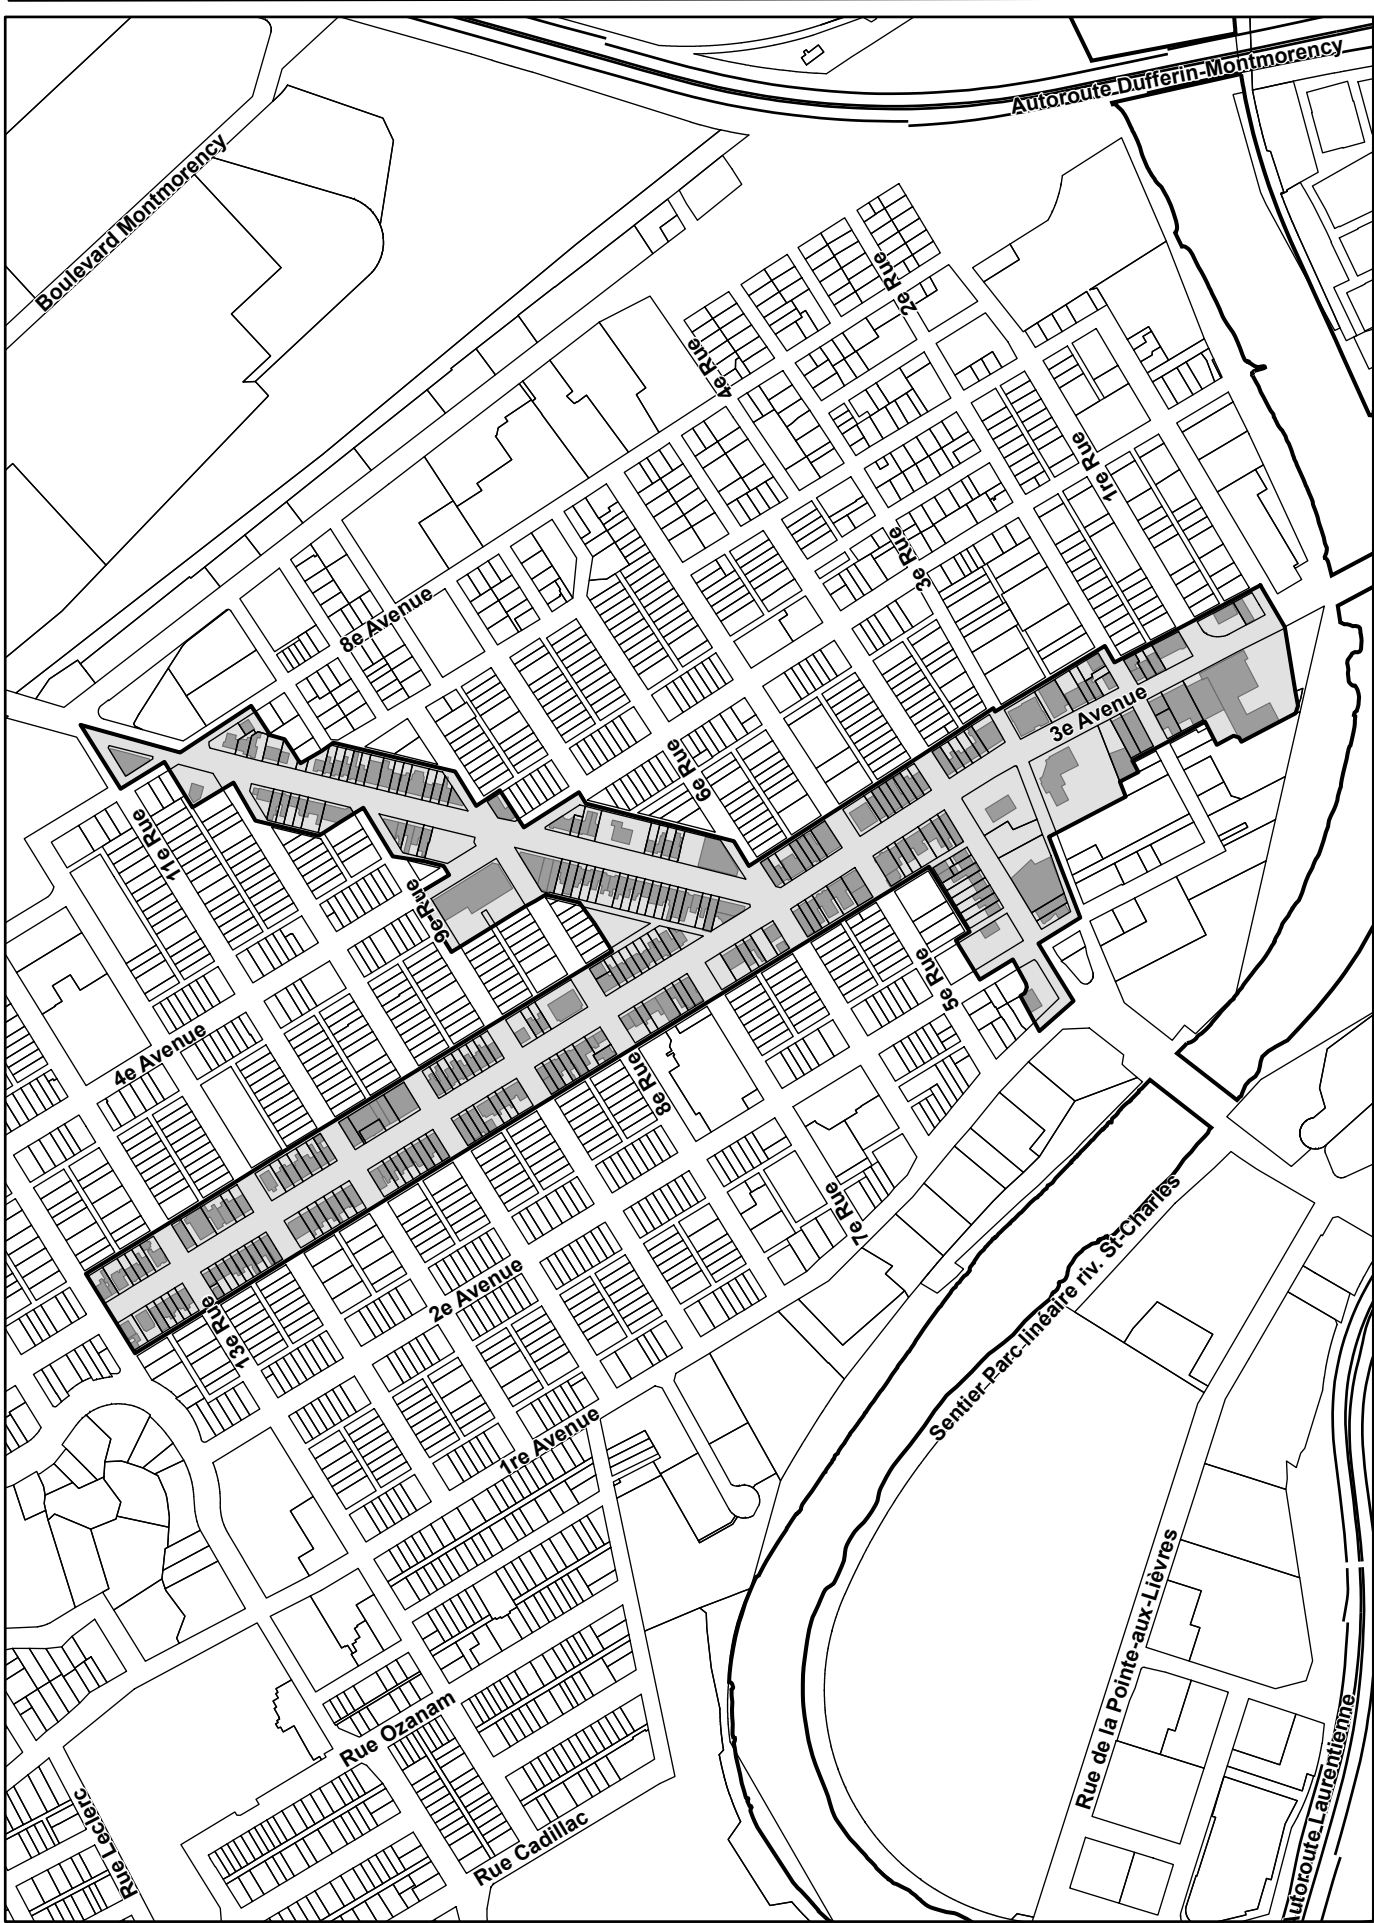 Autoroute Dufferin-Montmorency
Boulevard Montmorency
2e Rue
4e Rue
1re Rue
3e Rue
8e Avenue
3e Avenue
6e Rue
11e Rue
9e Rue
5e Rue
4e Avenue
8e Rue
7e Rue
Sentier Parc linéaire riv. St-Charles
2e Avenue
13e Rue
1re Avenue
Rue de la Pointe-aux-Lièvres
Rue Ozanam
Autoroute Laurentienne
Rue Leclerc
Rue Cadillac